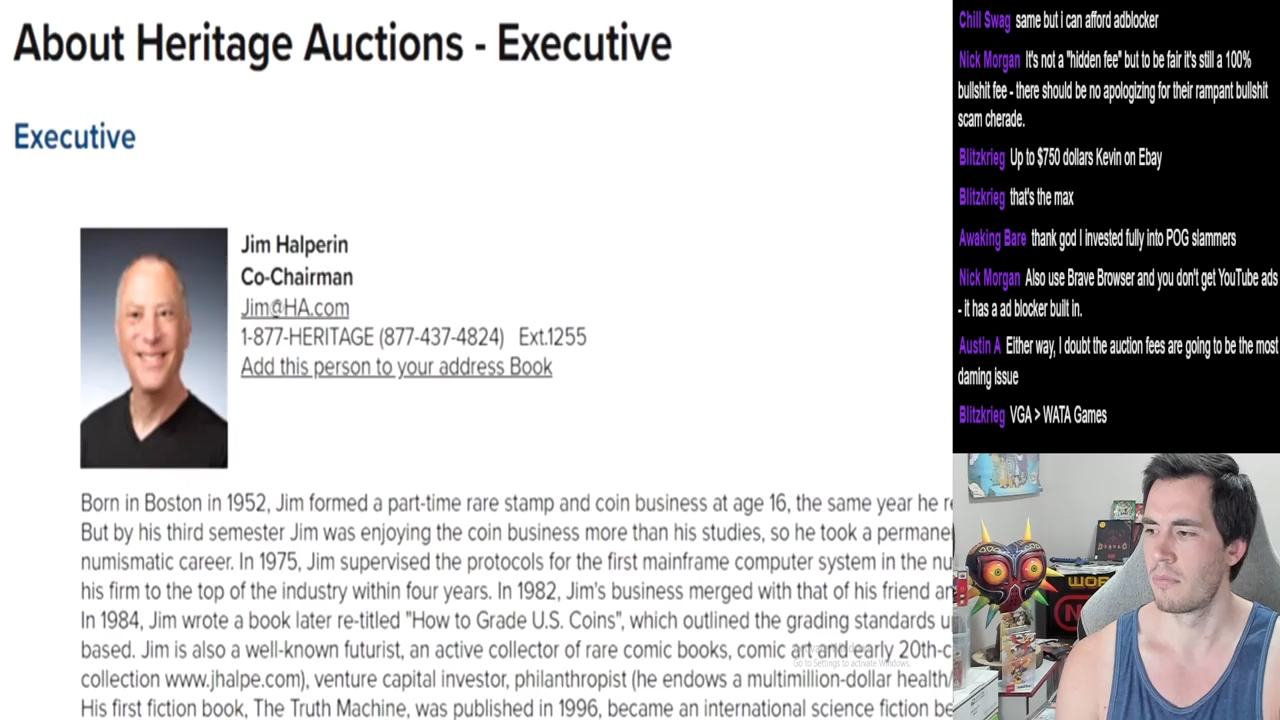 About Heritage Auctions - Executive
Executive
Jim Halperin
Co-Chairman
Jim@HA.com
1-877-HERITAGE (877-437-4824) Ext.1255
Add this person to your address Book
Born in Boston in 1952, Jim formed a part-time rare stamp and coin business at age 16, the same year he
But by his third semester Jim was enjoying the coin business more than his studies, so he took a
numismatic career. In 1975, Jim supervised the protocols for the first mainframe computer system in the
his firm to the top of the industry within four years. In 1982, Jim's business merged with that of his friend
In 1984, Jim wrote a book later re-titled "How to Grade U.S. Coins", which outlined the grading standards
based. Jim is also a well-known futurist, an active collector of rare comic books, comic art and early
collection www.jhalpe.com), venture capital investor, philanthropist (he endows a multimillion-dollar health/
His first fiction book, The Truth Machine, was published in 1996, became an international science fiction
Go to Settings to activate Windows.
Chill Swag same but i can afford adblocker
Nick Morgan It's not a "hidden fee" but to be fair it's still a 100%
bullshit fee - there should be no apologizing for their rampant bullshit
scam cherade.
Blitzkrieg Up to $750 dollars Kevin on Ebay
Blitzkrieg that's the max
Awaking Bare thank god I invested fully into POG slammers
Nick Morgan Also use Brave Browser and you don't get YouTube ads
- it has a ad blocker built in.
Austin A Either way, I doubt the auction fees are going to be the most
daming issue
Blitzkrieg VGA > WATA Games